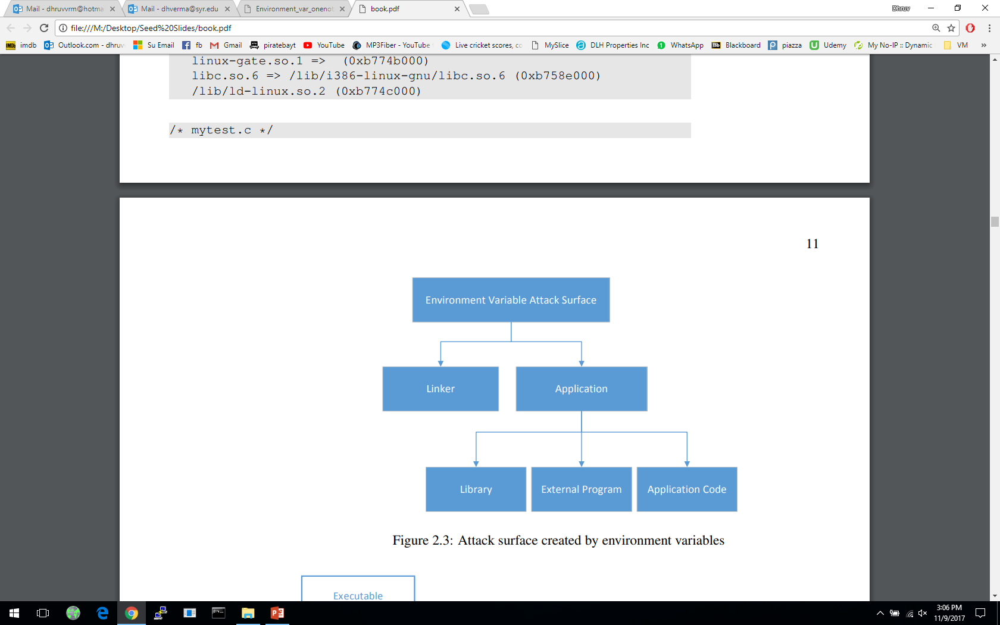 Mail - dhruvvrm@hotma
Mail - dhverma@syr.edu
Environment_var_onenot
book.pdf
Dhruv
file:///M:/Desktop/Seed%20Slides/book.pdf
IMDb imdb
Outlook.com - dhruv
Su Email
fb
Gmail
piratebayt
YouTube
MP3Fiber - YouTube
Live cricket scores, co
MySlice
DLH Properties Inc
WhatsApp
Bb Blackboard
piazza
Udemy
My No-IP :: Dynamic
VM
»
linux-gate.so.1 => (0xb774b000)
libc.so.6 => /lib/i386-linux-gnu/libc.so.6 (0xb758e000)
/lib/ld-linux.so.2 (0xb774c000)
/* mytest.c */
11
Environment Variable Attack Surface
Linker
Application
Library
External Program
Application Code
Figure 2.3: Attack surface created by environment variables
Executable
3:06 PM
11/9/2017